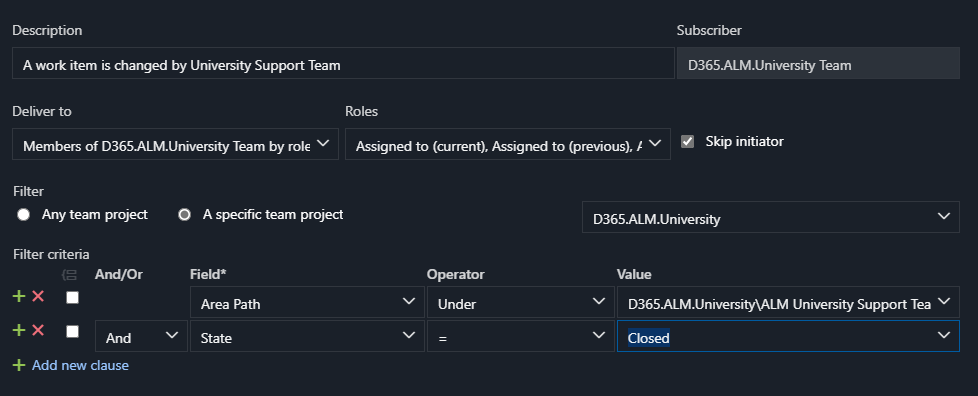 Description Subscriber
A work item is changed by University Support Team D365.ALM.University Team
Deliver to Roles
Members of D365.ALM.University Team by role Assigned to (current), Assigned to (previous), A Skip initiator
Filter
Any team project A specific team project D365.ALM.University
Filter criteria
And/Or Field* Operator Value
Area Path Under D365.ALM.University\ALM University Support Tea
And State = Closed
Add new clause